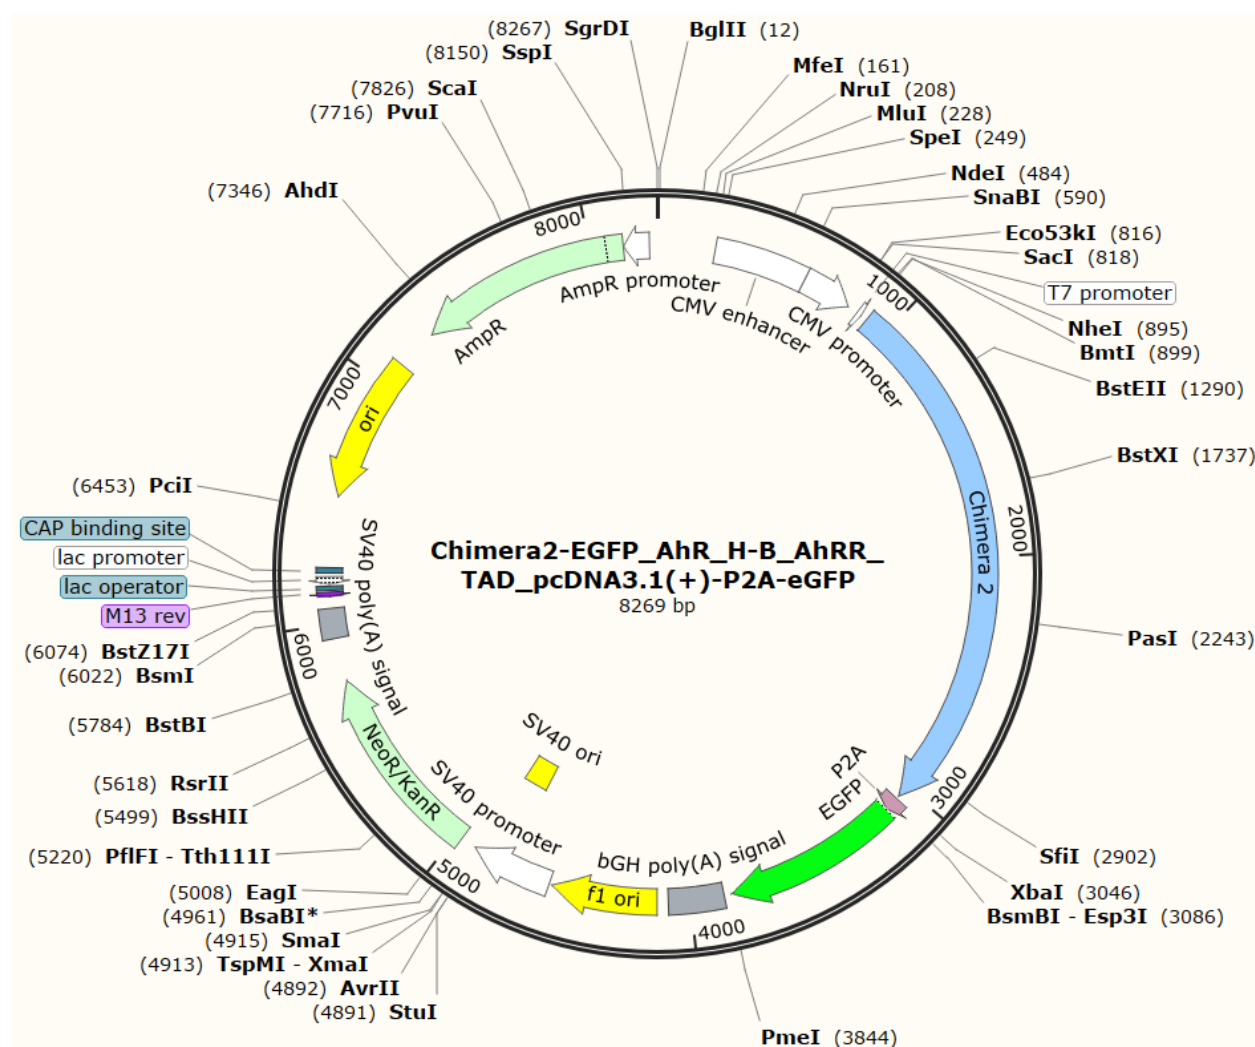 (8267) SgrDI
BglII (12)
(8150) SspI
MfeI (161)
(7826) ScaI
NruI (208)
(7716) PvuI
MluI (228)
SpeI (249)
(7346) AhdI
NdeI (484)
SnaBI (590)
Eco53kI (816)
SacI (818)
T7 promoter
NheI (895)
BmtI (899)
BstEII (1290)
BstXI (1737)
PasI (2243)
SfiI (2902)
XbaI (3046)
BsmBI - Esp3I (3086)
PmeI (3844)
(4891) StuI
(4892) AvrII
(4913) TspMI - XmaI
(4915) SmaI
(4961) BsaBI*
(5008) EagI
(5220) PflFI - Tth111I
(5499) BssHII
(5618) RsrII
(5784) BstBI
(6022) BsmI
(6074) BstZ17I
M13 rev
lac operator
lac promoter
CAP binding site
(6453) PciI
1000
2000
3000
4000
5000
6000
7000
8000
AmpR promoter
AmpR
CMV enhancer
CMV promoter
Chimera 2
P2A
EGFP
bGH poly(A) signal
f1 ori
SV40 promoter
SV40 ori
NeoR/KanR
SV40 poly(A) signal
ori
Chimera2-EGFP_AhR_H-B_AhRR_
TAD_pcDNA3.1(+)-P2A-eGFP
8269 bp